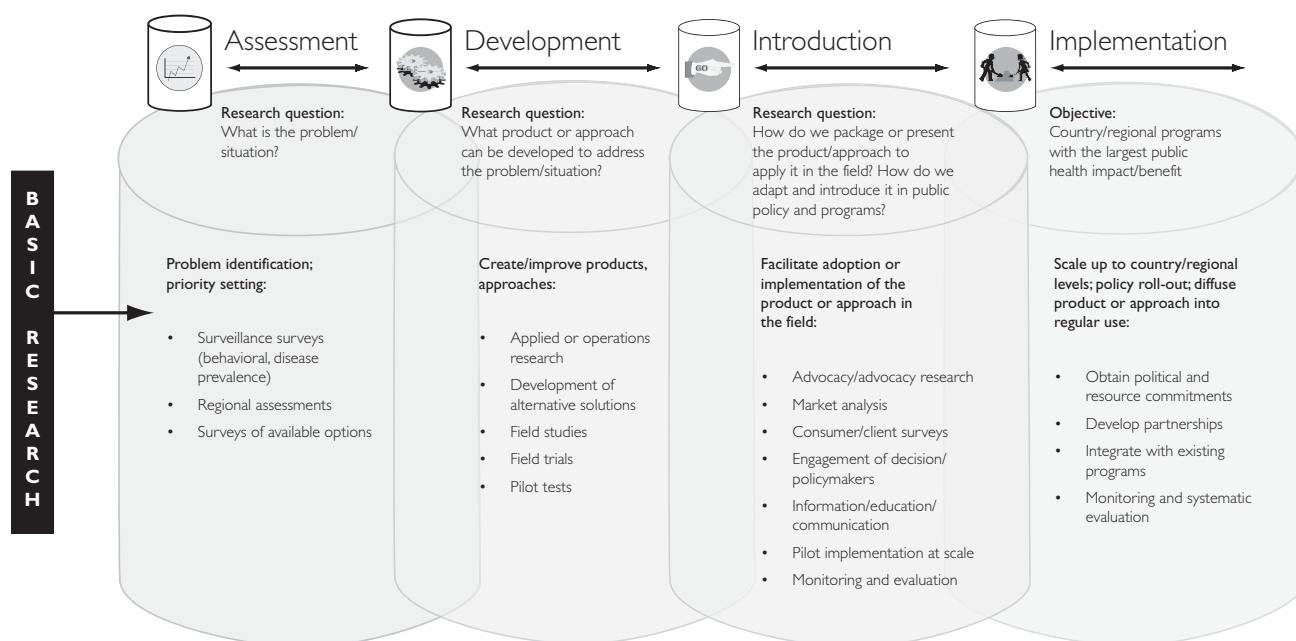 BASIC RESEARCH
Assessment
Research question:
What is the problem/
situation?
Problem identification;
priority setting:
• Surveillance surveys
(behavioral, disease
prevalence)
• Regional assessments
• Surveys of available options
Development
Research question:
What product or approach
can be developed to address
the problem/situation?
Create/improve products,
approaches:
• Applied or operations
research
• Development of
alternative solutions
• Field studies
• Field trials
• Pilot tests
GO
Introduction
Research question:
How do we package or present
the product/approach to
apply it in the field? How do we
adapt and introduce it in public
policy and programs?
Facilitate adoption or
implementation of the
product or approach in
the field:
• Advocacy/advocacy research
• Market analysis
• Consumer/client surveys
• Engagement of decision/
policymakers
• Information/education/
communication
• Pilot implementation at scale
• Monitoring and evaluation
Implementation
Objective:
Country/regional programs
with the largest public
health impact/benefit
Scale up to country/regional
levels; policy roll-out; diffuse
product or approach into
regular use:
• Obtain political and
resource commitments
• Develop partnerships
• Integrate with existing
programs
• Monitoring and systematic
evaluation